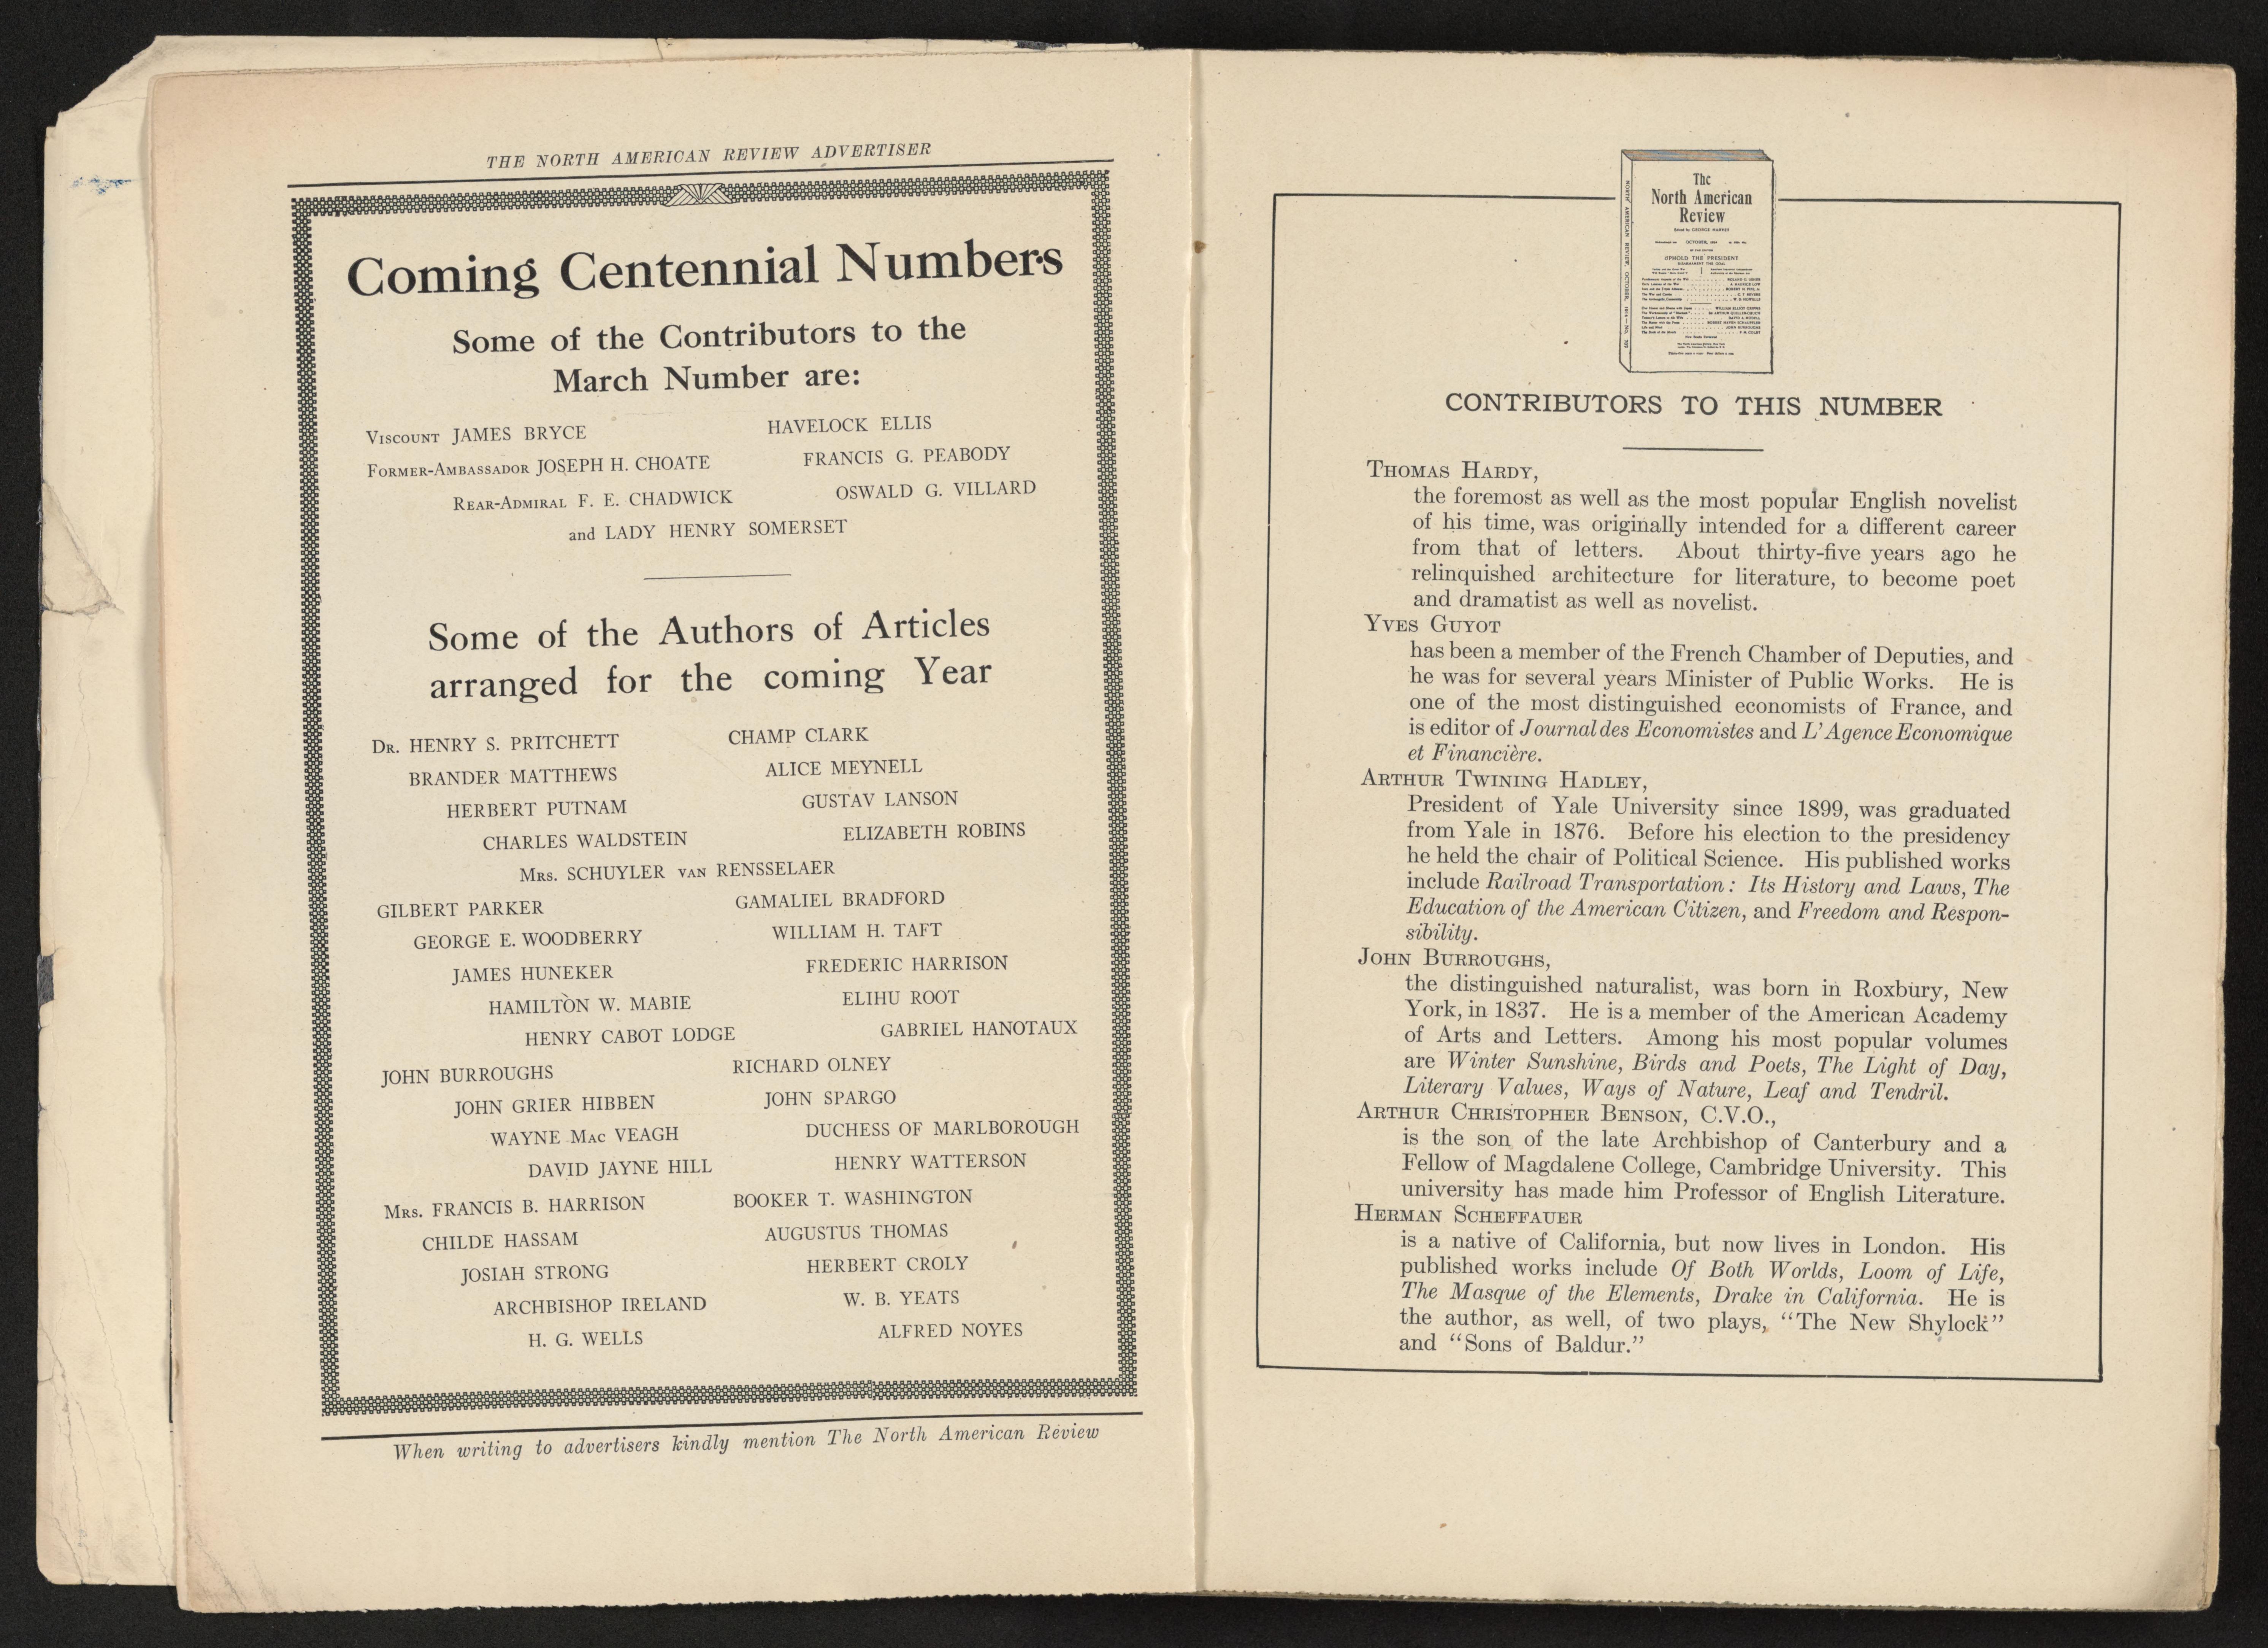 THE NORTH AMERICAN REVIEW ADVERTISER
Coming Centennial Numbers
Some of the Contributors to the
March Number are:
Viscount JAMES BRYCE
HAVELOCK ELLIS
Former-Ambassador JOSEPH H. CHOATE
FRANCIS G. PEABODY
Rear-Admiral F. E. CHADWICK
OSWALD G. VILLARD
and LADY HENRY SOMERSET
Some of the Authors of Articles
arranged for the coming Year
Dr. HENRY S. PRITCHETT
CHAMP CLARK
BRANDER MATTHEWS
ALICE MEYNELL
HERBERT PUTNAM
GUSTAV LANSON
CHARLES WALDSTEIN
ELIZABETH ROBINS
Mrs. SCHUYLER VAN RENSSELAER
GILBERT PARKER
GAMALIEL BRADFORD
GEORGE E. WOODBERRY
WILLIAM H. TAFT
JAMES HUNEKER
FREDERIC HARRISON
HAMILTON W. MABIE
ELIHU ROOT
HENRY CABOT LODGE
GABRIEL HANOTAUX
JOHN BURROUGHS
RICHARD OLNEY
JOHN GRIER HIBBEN
JOHN SPARGO
WAYNE Mac VEAGH
DUCHESS OF MARLBOROUGH
DAVID JAYNE HILL
HENRY WATTERSON
Mrs. FRANCIS B. HARRISON
BOOKER T. WASHINGTON
CHILDE HASSAM
AUGUSTUS THOMAS
JOSIAH STRONG
HERBERT CROLY
ARCHBISHOP IRELAND
W. B. YEATS
H. G. WELLS
ALFRED NOYES
When writing to advertisers kindly mention The North American Review
The
North American
Review
Edited by GEORGE HARVEY
OCTOBER, 1914
UPHOLD THE PRESIDENT
NORTH AMERICAN REVIEW, OCTOBER, 1914
CONTRIBUTORS TO THIS NUMBER
Thomas Hardy,
the foremost as well as the most popular English novelist
of his time, was originally intended for a different career
from that of letters. About thirty-five years ago he
relinquished architecture for literature, to become poet
and dramatist as well as novelist.
Yves Guyot
has been a member of the French Chamber of Deputies, and
he was for several years Minister of Public Works. He is
one of the most distinguished economists of France, and
is editor of Journal des Economistes and L'Agence Economique
et Financière.
Arthur Twining Hadley,
President of Yale University since 1899, was graduated
from Yale in 1876. Before his election to the presidency
he held the chair of Political Science. His published works
include Railroad Transportation: Its History and Laws, The
Education of the American Citizen, and Freedom and Respon-
sibility.
John Burroughs,
the distinguished naturalist, was born in Roxbury, New
York, in 1837. He is a member of the American Academy
of Arts and Letters. Among his most popular volumes
are Winter Sunshine, Birds and Poets, The Light of Day,
Literary Values, Ways of Nature, Leaf and Tendril.
Arthur Christopher Benson, C.V.O.,
is the son of the late Archbishop of Canterbury and a
Fellow of Magdalene College, Cambridge University. This
university has made him Professor of English Literature.
Herman Scheffauer
is a native of California, but now lives in London. His
published works include Of Both Worlds, Loom of Life,
The Masque of the Elements, Drake in California. He is
the author, as well, of two plays, "The New Shylock"
and "Sons of Baldur."